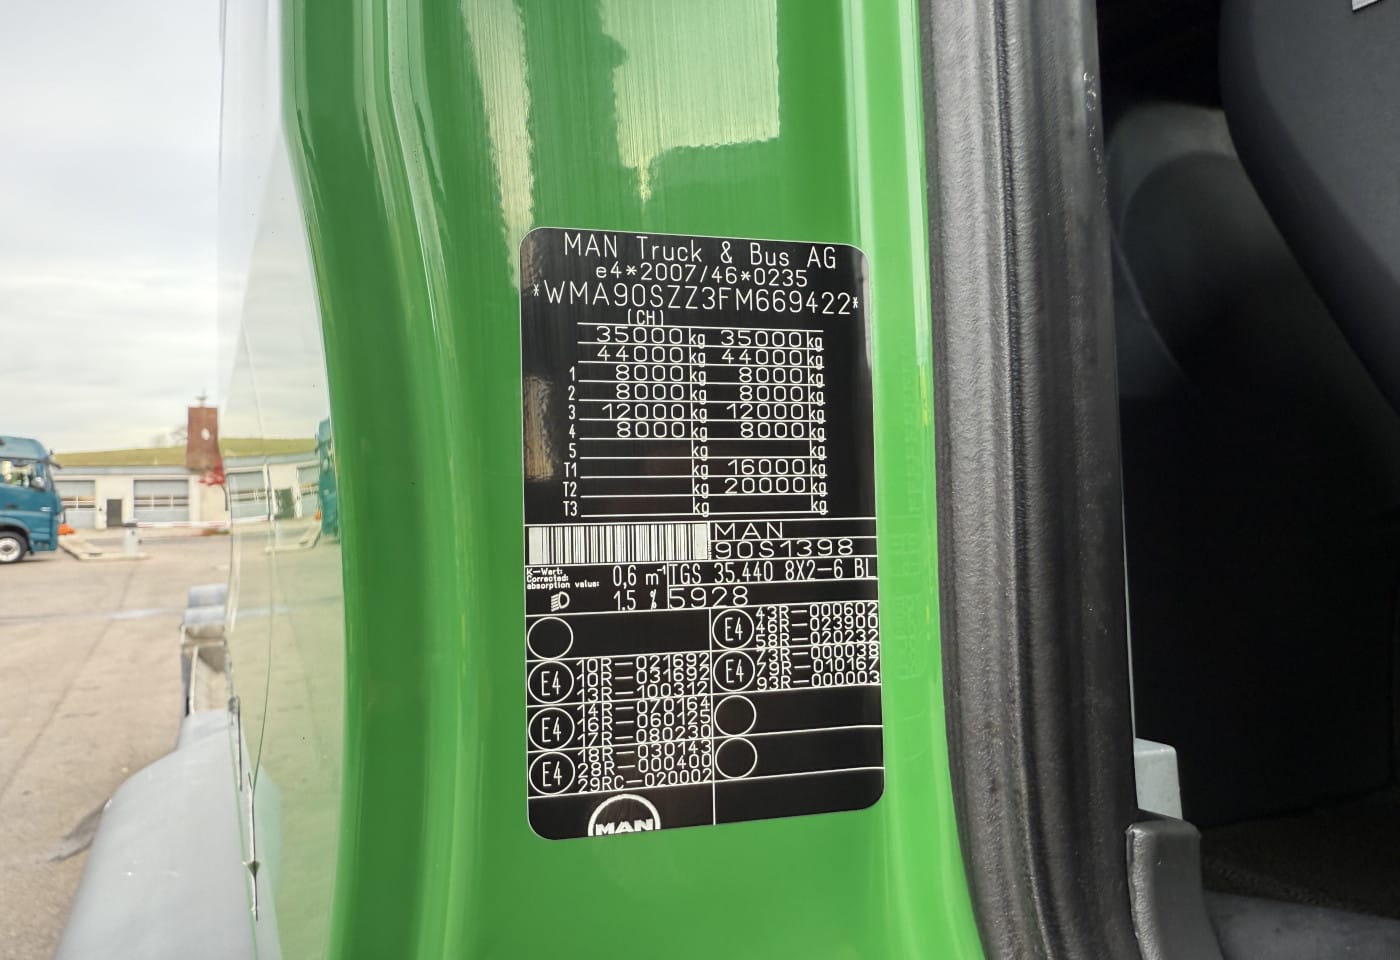 MAN Truck & Bus AG
e4*2007/46*0235
*WMA90SZZ3FM669422*
(CH)
35000 kg 35000 kg
44000 kg 44000 kg
1 8000 kg 8000 kg
2 8000 kg 8000 kg
3 12000 kg 12000 kg
4 8000 kg 8000 kg
5 kg kg
T1 kg 16000 kg
T2 kg 20000 kg
T3 kg kg
MAN
90S1398
K-Wert:
Corrected:
absorption value:
0,6 m-1
TGS 35.440 8X2-6 BL
1.5 %
5928
E4
43R-000602
46R-023900
58R-020232
E4
73R-000038
79R-010167
93R-000003
E4
10R-021692
10R-031692
13R-100312
E4
14R-070164
16R-060125
17R-080230
E4
18R-030143
28R-000400
29RC-020002
MAN